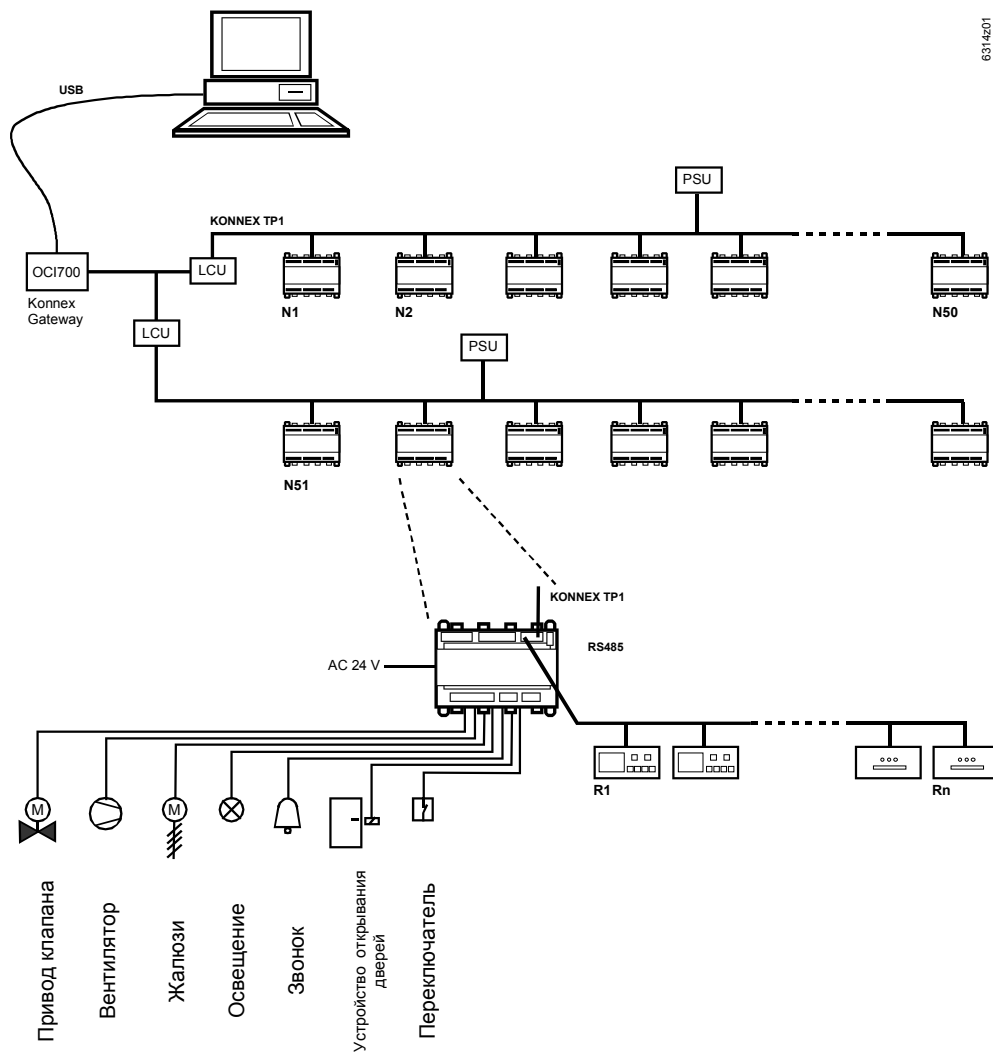 6314z01
USB
PSU
KONNEX TP1
OCI700
LCU
Konnex
Gateway
N1
N2
N50
LCU
PSU
N51
KONNEX TP1
RS485
AC 24 V
R1
Rn
M
M
Привод клапана
Вентилятор
Жалюзи
Освещение
Звонок
Устройство открывания
дверей
Переключатель